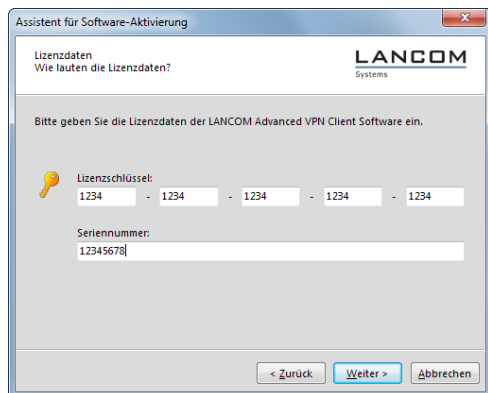 Assistent für Software-Aktivierung
Lizenzdaten
Wie lauten die Lizenzdaten?
LANCOM
Systems
Bitte geben Sie die Lizenzdaten der LANCOM Advanced VPN Client Software ein.
Lizenzschlüssel:
1234 - 1234 - 1234 - 1234 - 1234
Seriennummer:
12345678
< Zurück Weiter > Abbrechen